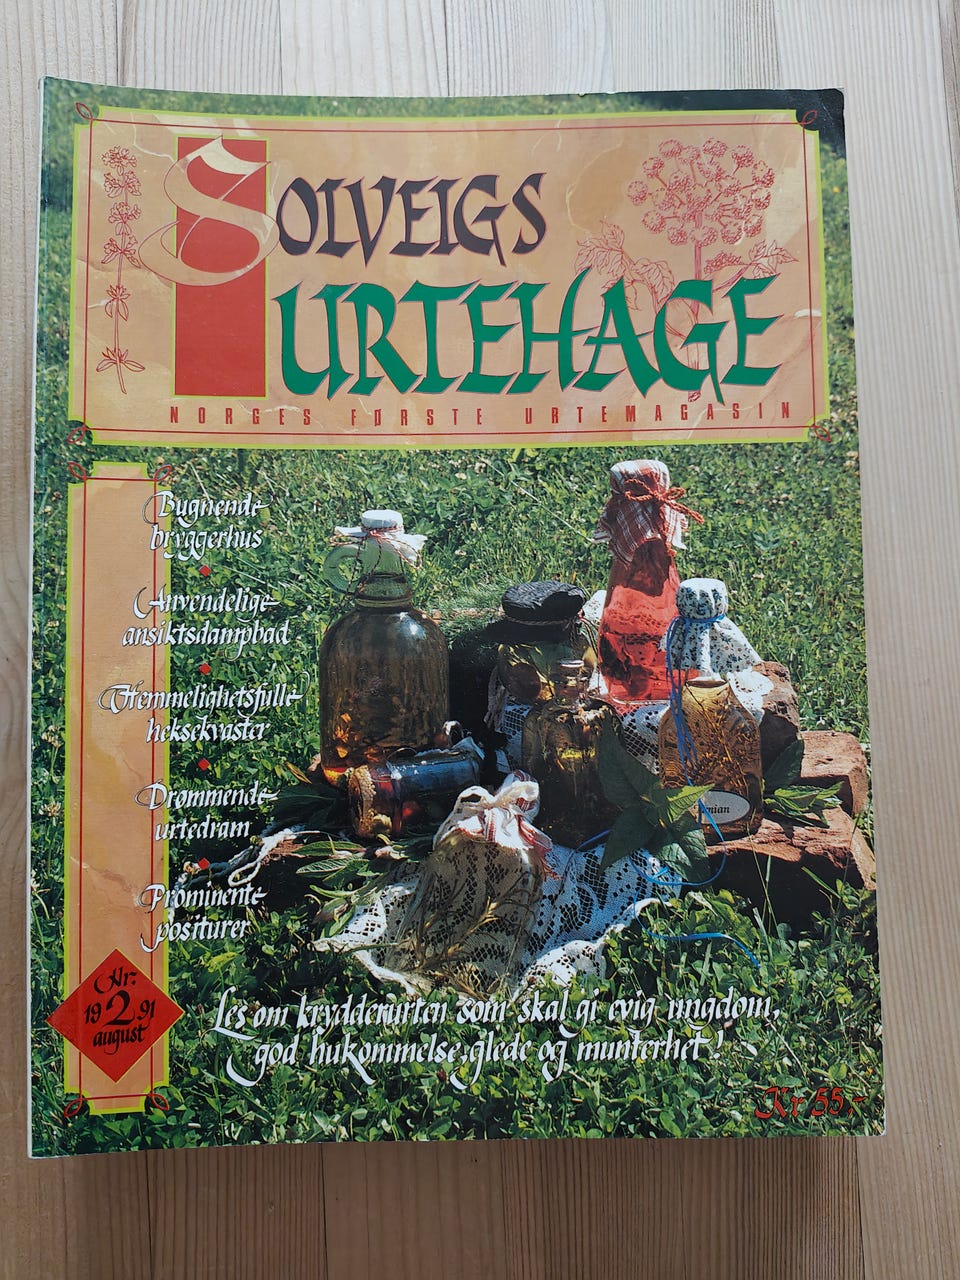 SOLVEIGS
URTEHAGE
NORGES FØRSTE URTEMAGASIN
Bugnende
bryggerhus
Anvendelige
ansiktsdampbad
Hemmelighetsfulle
heksekvaster
Drømmende
urtedram
Prominente
positurer
Nr.
19 2 91
august
Les om krydderurten som skal gi evig ungdom,
god hukommelse, glede og munterhet!
Kr 55,-